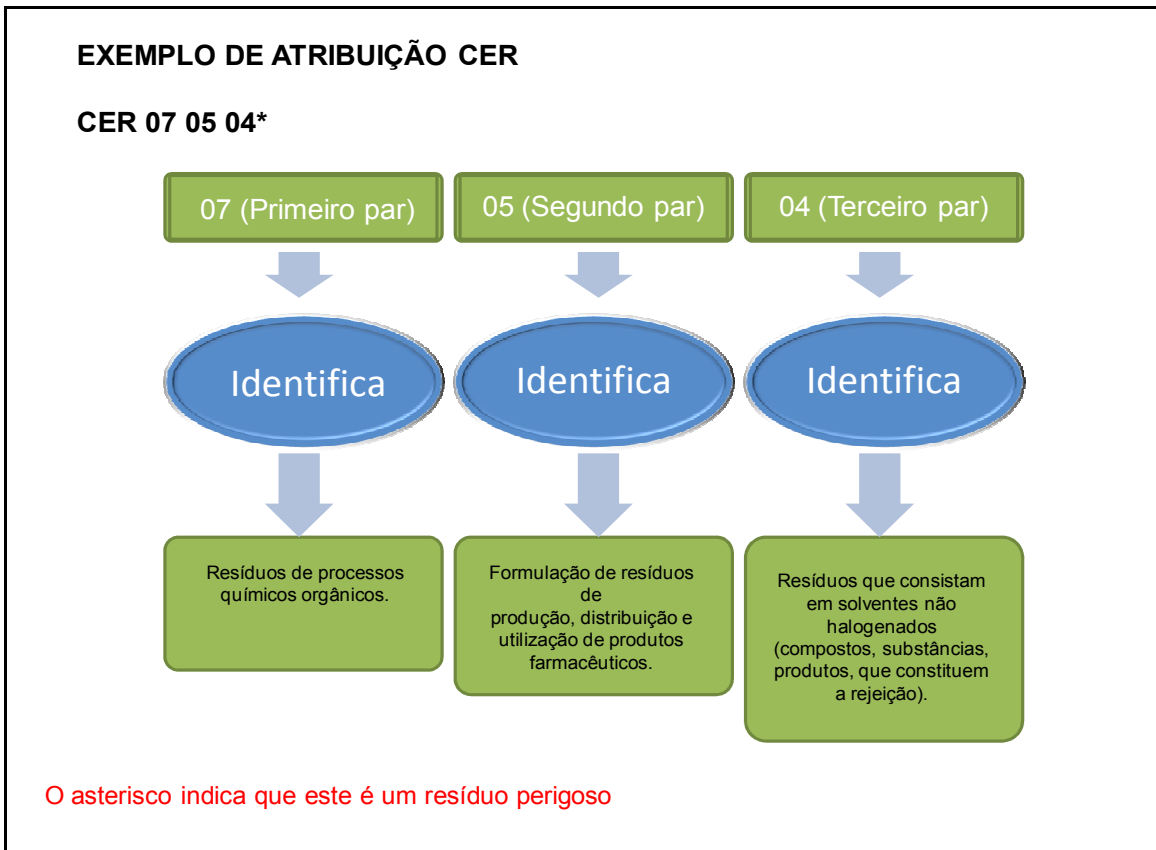 EXEMPLO DE ATRIBUIÇÃO CER
CER 07 05 04*
07 (Primeiro par)
05 (Segundo par)
04 (Terceiro par)
Identifica
Identifica
Identifica
Resíduos de processos
químicos orgânicos.
Formulação de resíduos
de
produção, distribuição e
utilização de produtos
farmacêuticos.
Resíduos que consistam
em solventes não
halogenados
(compostos, substâncias,
produtos, que constituem
a rejeição).
O asterisco indica que este é um resíduo perigoso